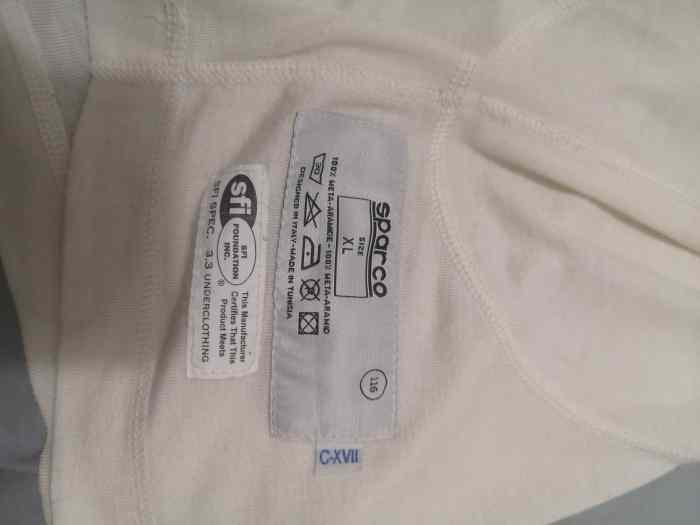 sparco
SIZE
XL
100% META-ARAMIDE - 100% META-ARAMID
30
DESIGNED IN ITALY-MADE IN TUNISIA
116
C-XVII
sfi
SFI
FOUNDATION
INC.
®
This Manufacturer
Certifies That This
Product Meets
SFI SPEC. 3.3 UNDERCLOTHING